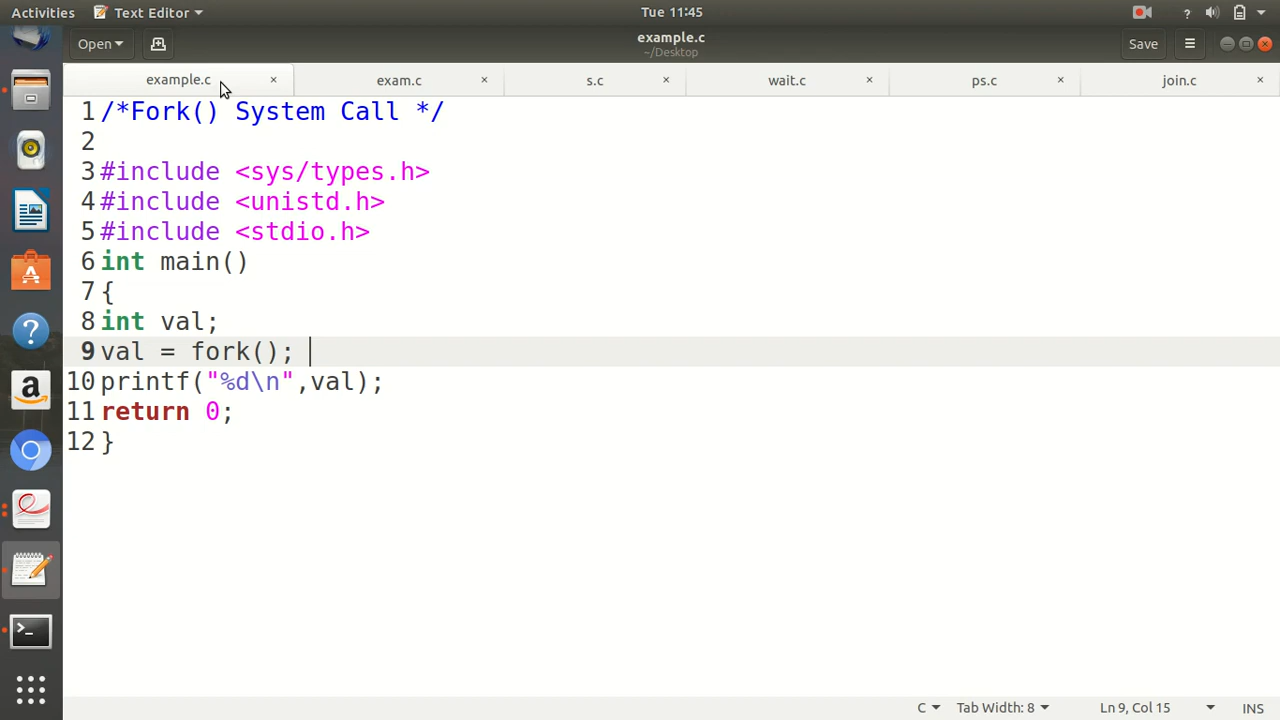 Activities Text Editor Tue 11:45
Open example.c Save
~/Desktop
example.c exam.c s.c wait.c ps.c join.c
1 /*Fork() System Call */
2
3 #include <sys/types.h>
4 #include <unistd.h>
5 #include <stdio.h>
6 int main()
7 {
8 int val;
9 val = fork();
10 printf("%d\n",val);
11 return 0;
12 }
C Tab Width: 8 Ln 9, Col 15 INS